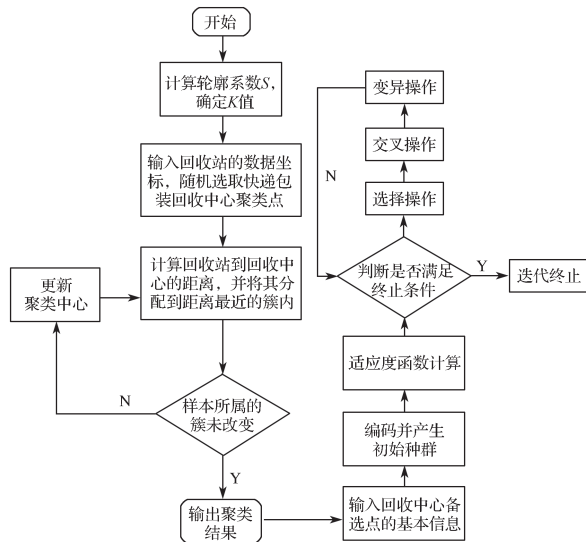 开始
计算轮廓系数S,
确定K值
输入回收站的数据坐
标,随机选取快递包
装回收中心聚类点
计算回收站到回收中
心的距离,并将其分
配到距离最近的簇内
更新
聚类中心
N
样本所属的
簇未改变
Y
输出聚类
结果
输入回收中心备
选点的基本信息
编码并产生
初始种群
适应度函数计算
判断是否满足
终止条件
Y
迭代终止
选择操作
交叉操作
变异操作
N